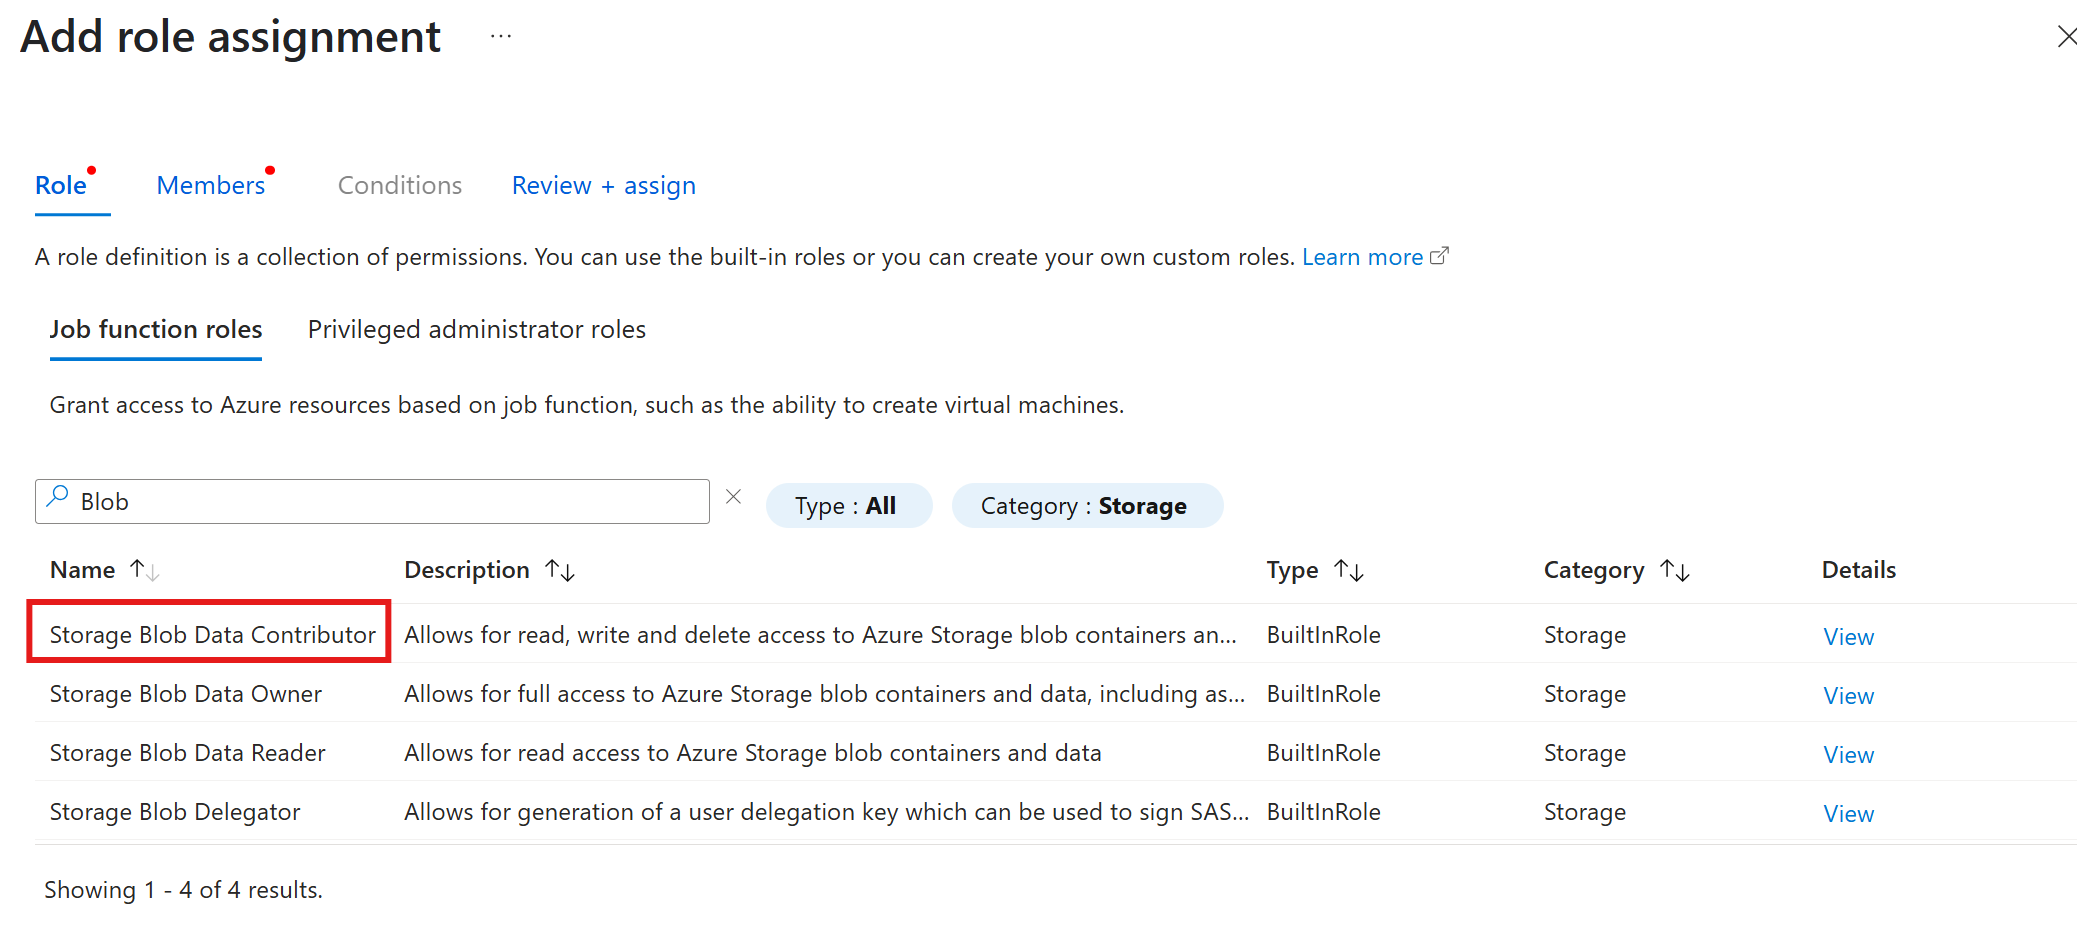 Add role assignment ...
Role Members Conditions Review + assign
A role definition is a collection of permissions. You can use the built-in roles or you can create your own custom roles. Learn more
Job function roles Privileged administrator roles
Grant access to Azure resources based on job function, such as the ability to create virtual machines.
Blob Type : All Category : Storage
Name Description Type Category Details
Storage Blob Data Contributor Allows for read, write and delete access to Azure Storage blob containers an... BuiltInRole Storage View
Storage Blob Data Owner Allows for full access to Azure Storage blob containers and data, including as... BuiltInRole Storage View
Storage Blob Data Reader Allows for read access to Azure Storage blob containers and data BuiltInRole Storage View
Storage Blob Delegator Allows for generation of a user delegation key which can be used to sign SAS... BuiltInRole Storage View
Showing 1 - 4 of 4 results.